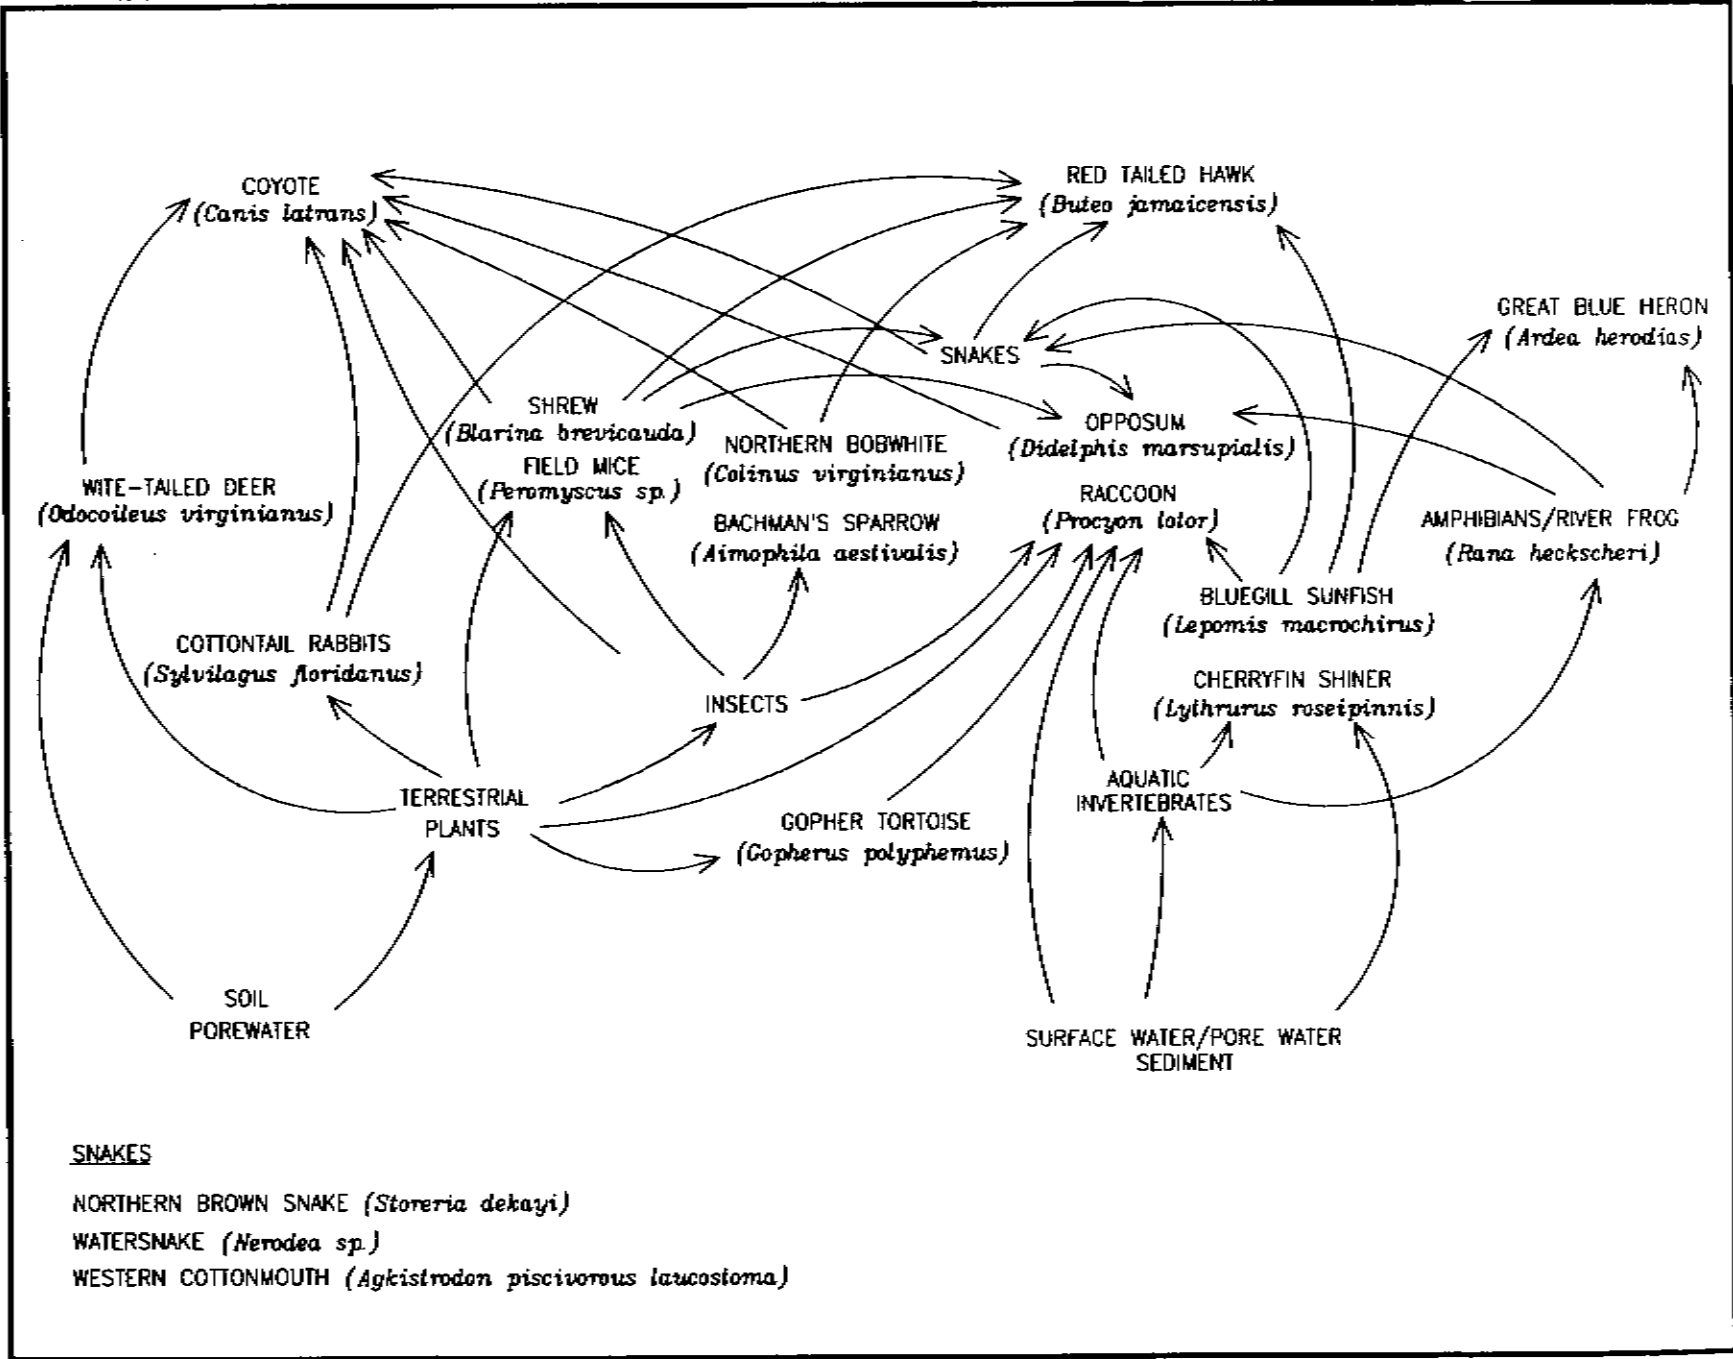 COYOTE
(Canis latrans)
RED TAILED HAWK
(Buteo jamaicensis)
GREAT BLUE HERON
(Ardea herodias)
SNAKES
SHREW
(Blarina brevicauda)
FIELD MICE
(Peromyscus sp.)
NORTHERN BOBWHITE
(Colinus virginianus)
OPPOSUM
(Didelphis marsupialis)
WITE-TAILED DEER
(Odocoileus virginianus)
RACCOON
(Procyon lotor)
BACHMAN'S SPARROW
(Aimophila aestivalis)
AMPHIBIANS/RIVER FROG
(Rana heckscheri)
BLUEGILL SUNFISH
(Lepomis macrochirus)
COTTONTAIL RABBITS
(Sylvilagus floridanus)
CHERRYFIN SHINER
(Lythrurus roseipinnis)
INSECTS
AQUATIC
INVERTEBRATES
TERRESTRIAL
PLANTS
GOPHER TORTOISE
(Gopherus polyphemus)
SOIL
POREWATER
SURFACE WATER/PORE WATER
SEDIMENT
SNAKES
NORTHERN BROWN SNAKE (Storeria dekayi)
WATERSNAKE (Nerodea sp.)
WESTERN COTTONMOUTH (Agkistrodon piscivorous laucostoma)